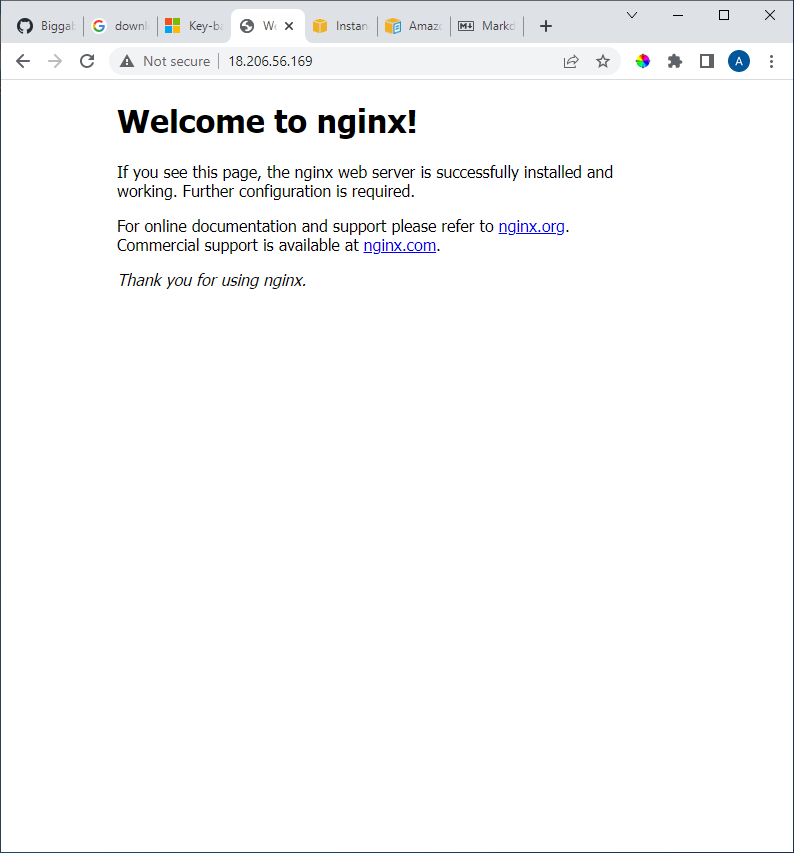 Biggab
downl
Key-ba
We
Instan
Amazo
Markd
Not secure
18.206.56.169
A
Welcome to nginx!
If you see this page, the nginx web server is successfully installed and
working. Further configuration is required.
For online documentation and support please refer to nginx.org.
Commercial support is available at nginx.com.
Thank you for using nginx.